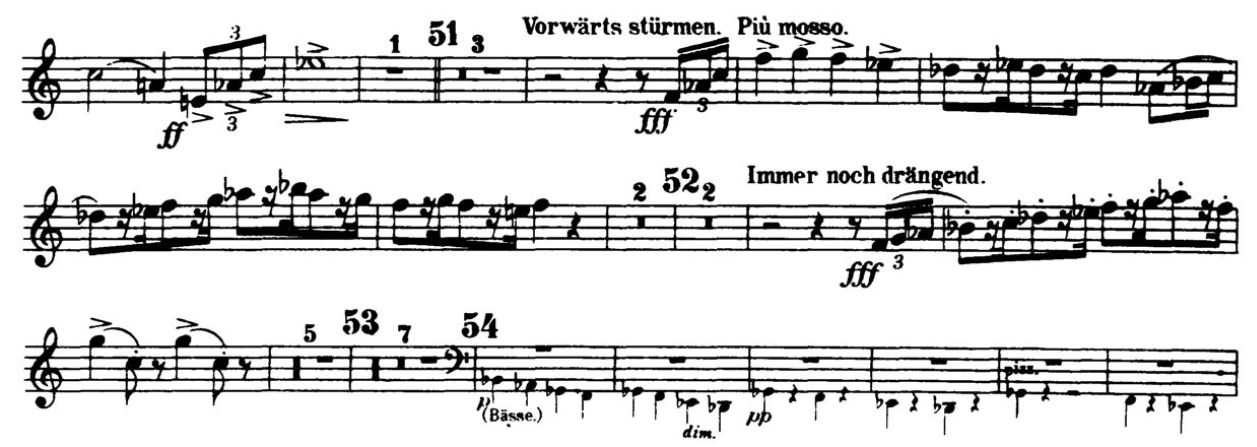 51 Vorwärts stürmen. Più mosso.
3 1 3
ff 3 fff 3
52 Immer noch drängend.
2 2
fff 3
53 54
5 7
pizz.
p (Bässe.) pp
dim.